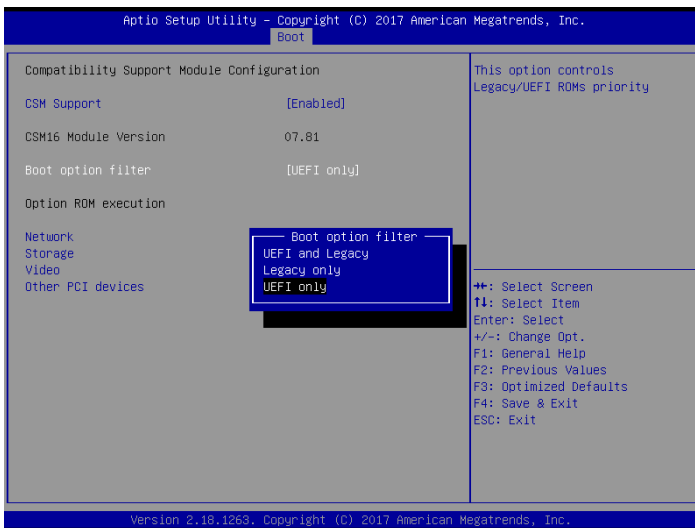 Aptio Setup Utility – Copyright (C) 2017 American Megatrends, Inc.
Boot
Compatibility Support Module Configuration
CSM Support [Enabled]
CSM16 Module Version 07.81
Boot option filter [UEFI only]
Option ROM execution
Network
Storage
Video
Other PCI devices
Boot option filter
UEFI and Legacy
Legacy only
UEFI only
This option controls
Legacy/UEFI ROMs priority
→←: Select Screen
↑↓: Select Item
Enter: Select
+/-: Change Opt.
F1: General Help
F2: Previous Values
F3: Optimized Defaults
F4: Save & Exit
ESC: Exit
Version 2.18.1263. Copyright (C) 2017 American Megatrends, Inc.